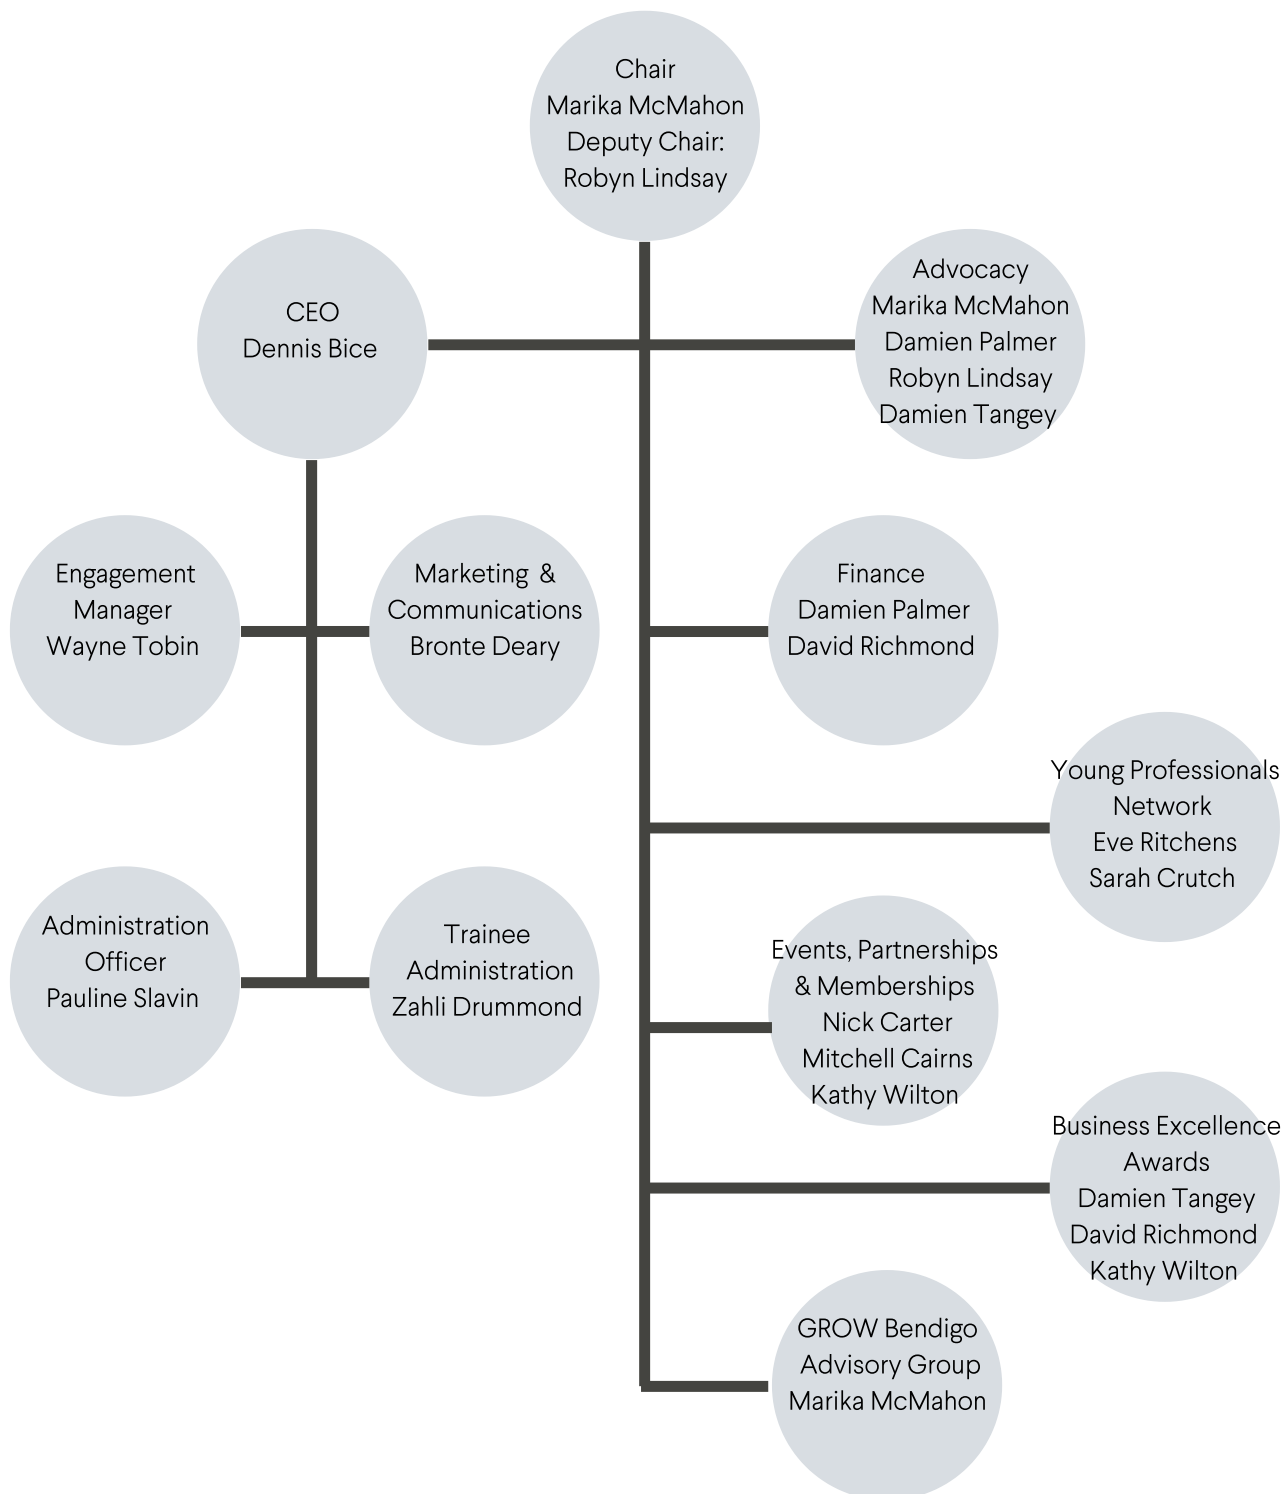 Chair
Marika McMahon
Deputy Chair:
Robyn Lindsay
CEO
Dennis Bice
Advocacy
Marika McMahon
Damien Palmer
Robyn Lindsay
Damien Tangey
Engagement
Manager
Wayne Tobin
Marketing &
Communications
Bronte Deary
Finance
Damien Palmer
David Richmond
Young Professionals
Network
Eve Ritchens
Sarah Crutch
Administration
Officer
Pauline Slavin
Trainee
Administration
Zahli Drummond
Events, Partnerships
& Memberships
Nick Carter
Mitchell Cairns
Kathy Wilton
Business Excellence
Awards
Damien Tangey
David Richmond
Kathy Wilton
GROW Bendigo
Advisory Group
Marika McMahon